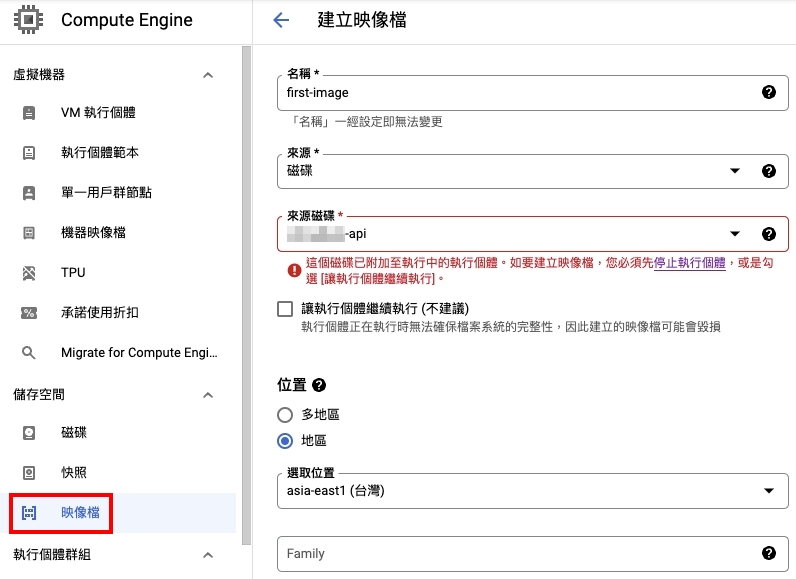 Compute Engine
虛擬機器
VM 執行個體
執行個體範本
單一用戶群節點
機器映像檔
TPU
承諾使用折扣
Migrate for Compute Engi...
儲存空間
磁碟
快照
映像檔
執行個體群組
建立映像檔
名稱 *
first-image
「名稱」一經設定即無法變更
來源 *
磁碟
來源磁碟 *
-api
這個磁碟已附加至執行中的執行個體。如要建立映像檔，您必須先停止執行個體，或是勾
選 [讓執行個體繼續執行]。
讓執行個體繼續執行 (不建議)
執行個體正在執行時無法確保檔案系統的完整性，因此建立的映像檔可能會毀損
位置
多地區
地區
選取位置
asia-east1 (台灣)
Family